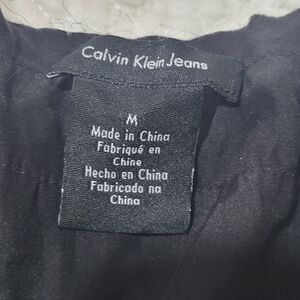 Calvin Klein Jeans
M
Made in China
Fabriqué en
Chine
Hecho en China
Fabricado na
China